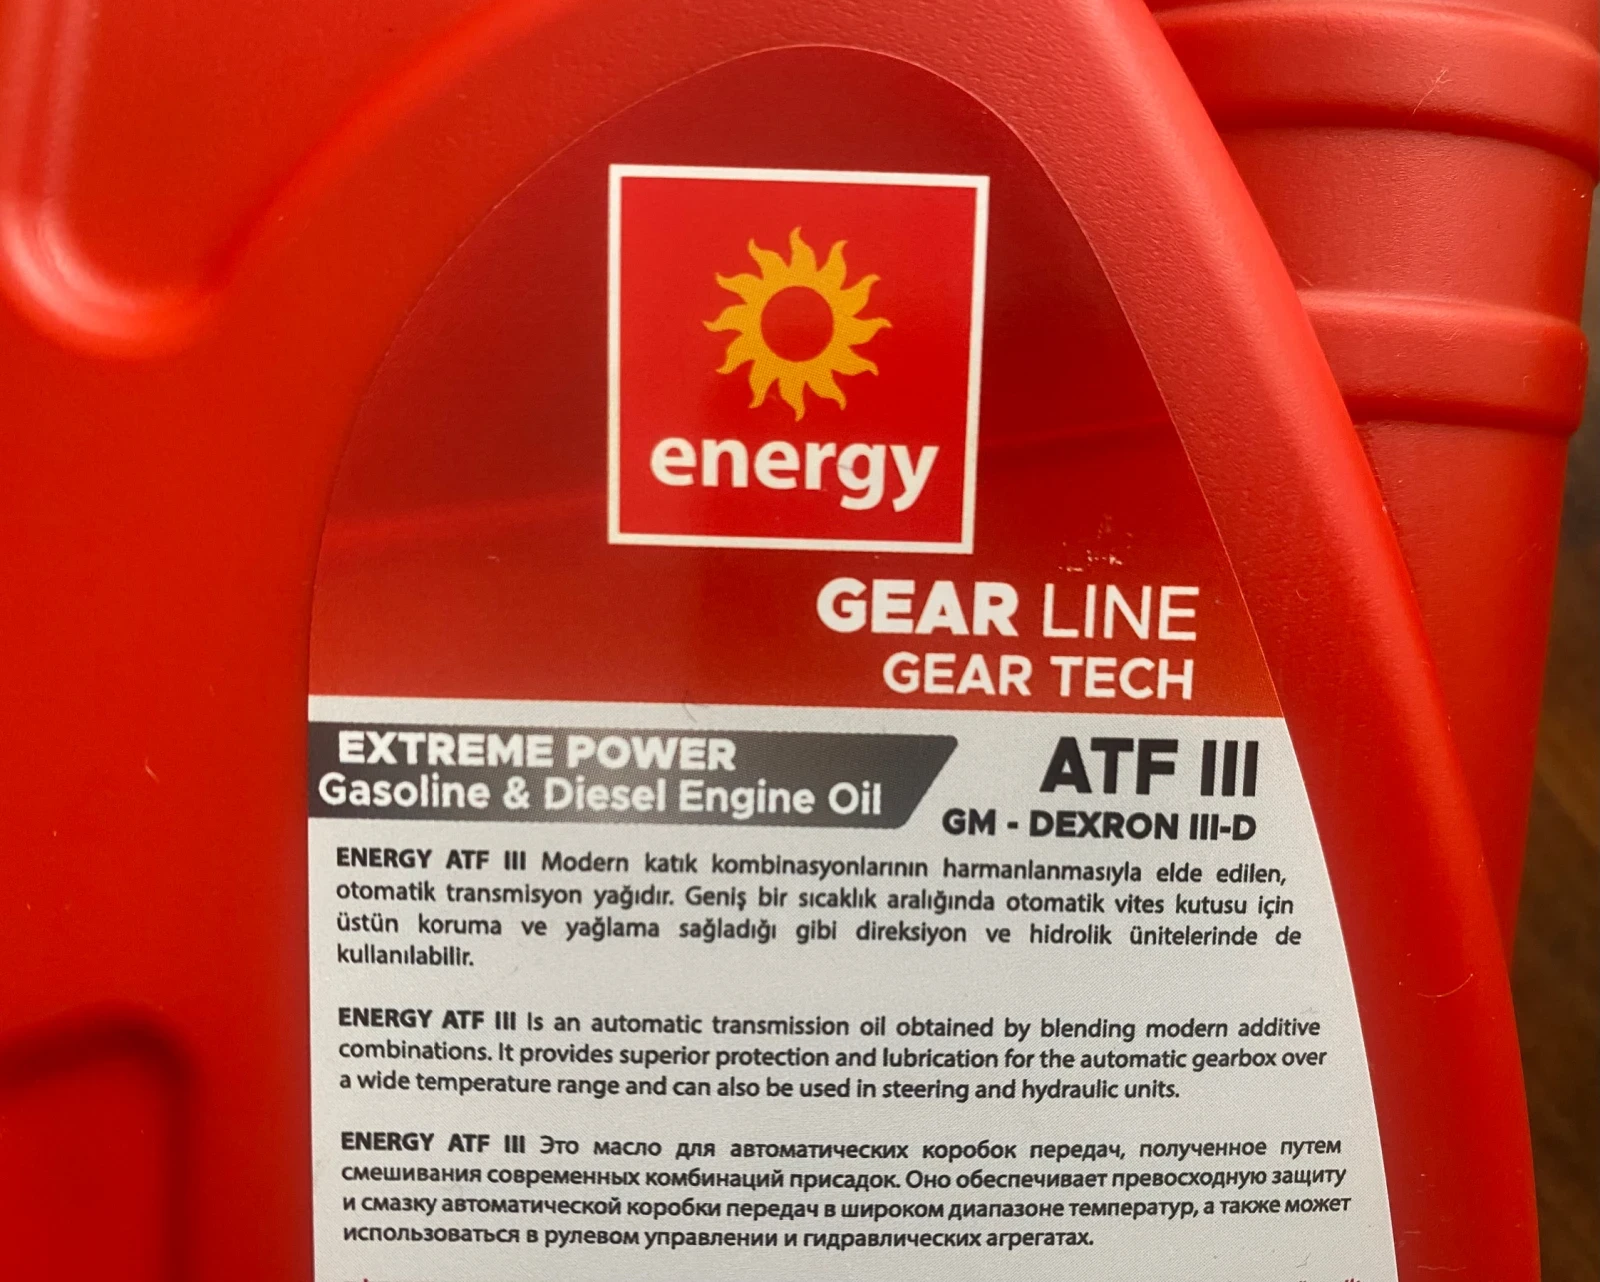 energy
GEAR LINE
GEAR TECH
EXTREME POWER
Gasoline & Diesel Engine Oil
ATF III
GM - DEXRON III-D
ENERGY ATF III Modern katık kombinasyonlarının harmanlanmasıyla elde edilen,
otomatik transmisyon yağıdır. Geniş bir sıcaklık aralığında otomatik vites kutusu için
üstün koruma ve yağlama sağladığı gibi direksiyon ve hidrolik ünitelerinde de
kullanılabilir.
ENERGY ATF III Is an automatic transmission oil obtained by blending modern additive
combinations. It provides superior protection and lubrication for the automatic gearbox over
a wide temperature range and can also be used in steering and hydraulic units.
ENERGY ATF III Это масло для автоматических коробок передач, полученное путем
смешивания современных комбинаций присадок. Оно обеспечивает превосходную защиту
и смазку автоматической коробки передач в широком диапазоне температур, а также может
использоваться в рулевом управлении и гидравлических агрегатах.